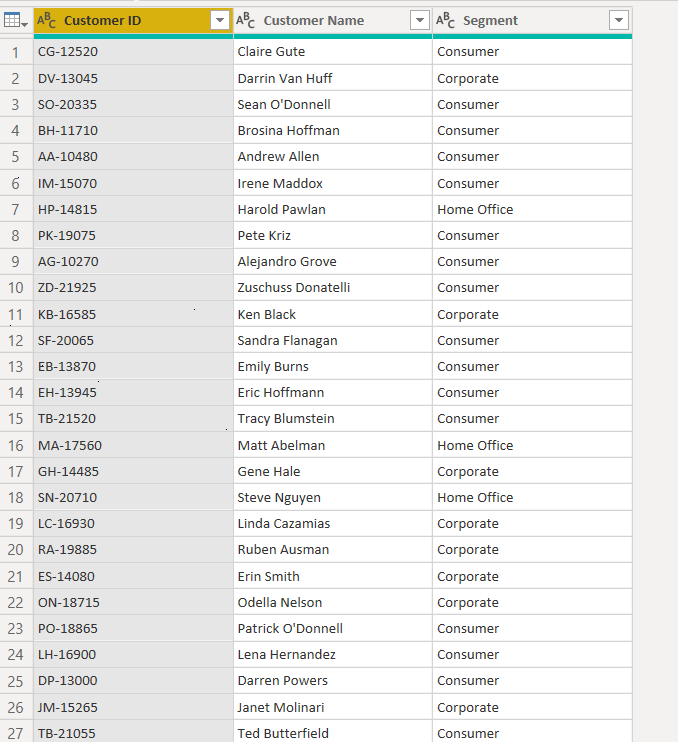 ABC Customer ID ABC Customer Name ABC Segment
1 CG-12520 Claire Gute Consumer
2 DV-13045 Darrin Van Huff Corporate
3 SO-20335 Sean O'Donnell Consumer
4 BH-11710 Brosina Hoffman Consumer
5 AA-10480 Andrew Allen Consumer
6 IM-15070 Irene Maddox Consumer
7 HP-14815 Harold Pawlan Home Office
8 PK-19075 Pete Kriz Consumer
9 AG-10270 Alejandro Grove Consumer
10 ZD-21925 Zuschuss Donatelli Consumer
11 KB-16585 Ken Black Corporate
12 SF-20065 Sandra Flanagan Consumer
13 EB-13870 Emily Burns Consumer
14 EH-13945 Eric Hoffmann Consumer
15 TB-21520 Tracy Blumstein Consumer
16 MA-17560 Matt Abelman Home Office
17 GH-14485 Gene Hale Corporate
18 SN-20710 Steve Nguyen Home Office
19 LC-16930 Linda Cazamias Corporate
20 RA-19885 Ruben Ausman Corporate
21 ES-14080 Erin Smith Corporate
22 ON-18715 Odella Nelson Corporate
23 PO-18865 Patrick O'Donnell Consumer
24 LH-16900 Lena Hernandez Consumer
25 DP-13000 Darren Powers Consumer
26 JM-15265 Janet Molinari Corporate
27 TB-21055 Ted Butterfield Consumer